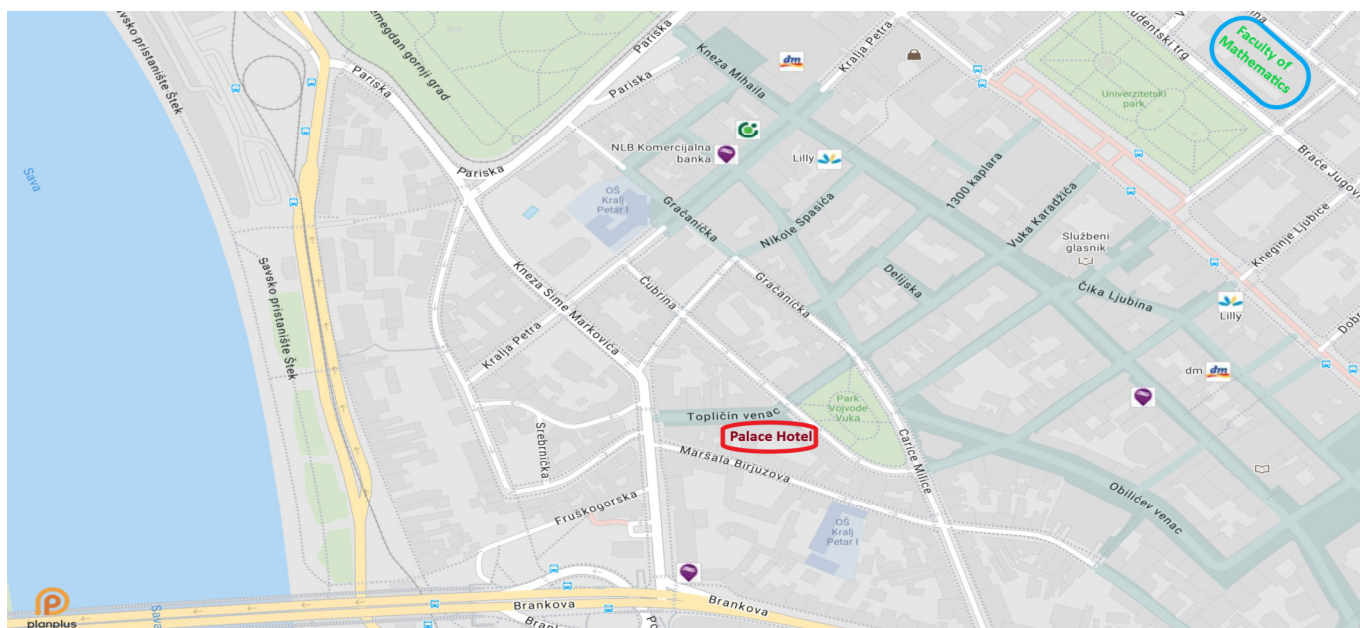 Savsko pristanište Štek
Kalemegdan gornji grad
Pariska
Pariska
Pariska
Pariska
Kneza Mihaila
dm
Kralja Petra
Studentski trg
Faculty of
Mathematics
Univerzitetski
park
Braće Jugovi
NLB Komercijalna
banka
Lilly
1300 kaplara
Vuka Karadžića
Sava
OŠ
Kralj
Petar I
Gračanička
Nikole Spasića
Službeni
glasnik
Kneginje Ljubice
Savsko pristanište Štek
Kneza Sime Markovića
Čubrina
Gračanička
Delijska
Čika Ljubina
Lilly
Kralja Petra
dm
Park
Vojvode
Vuka
Topličin venac
Palace Hotel
Srebrnička
Maršala Birjuzova
Carice Milice
Obilićev venac
Fruškogorska
OŠ
Kralj
Petar I
Brankova
Brankova
planplus